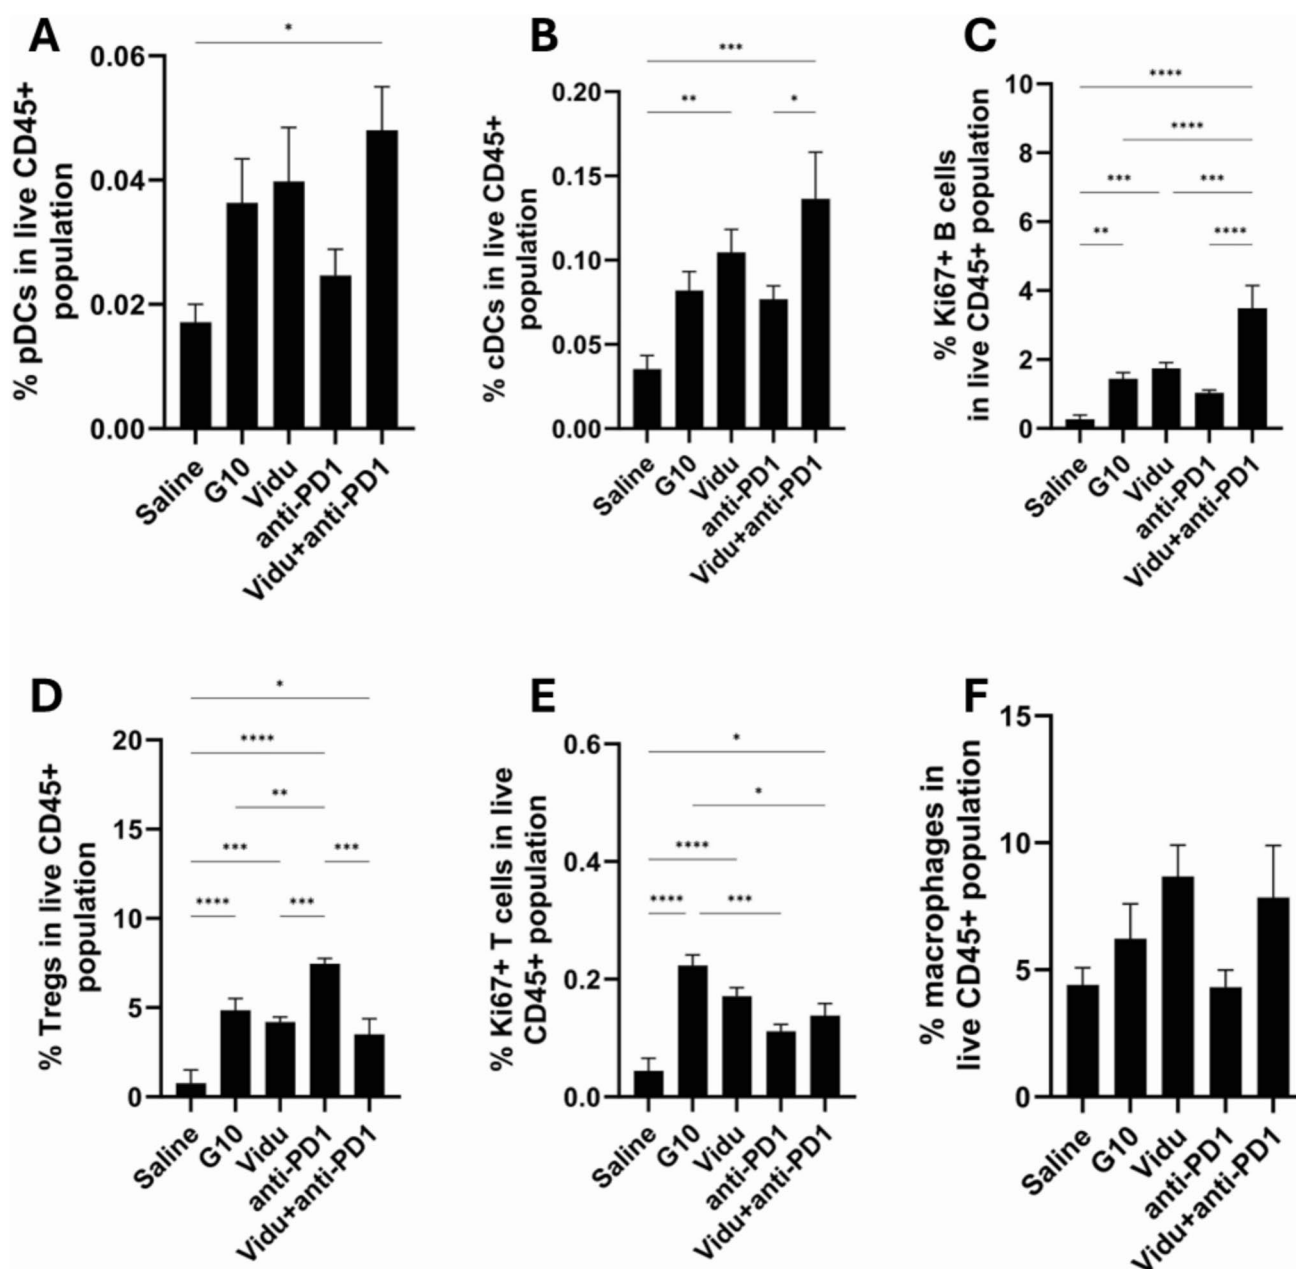 A
*
% pDCs in live CD45+
population
0.06
0.04
0.02
0.00
Saline
G10
Vidu
anti-PD1
Vidu+anti-PD1
B
***
**
*
% cDCs in live CD45+
population
0.20
0.15
0.10
0.05
0.00
Saline
G10
Vidu
anti-PD1
Vidu+anti-PD1
C
****
****
***
***
**
****
% Ki67+ B cells
in live CD45+ population
10
8
6
4
2
0
Saline
G10
Vidu
anti-PD1
Vidu+anti-PD1
D
*
****
**
***
***
****
***
% Tregs in live CD45+
population
20
15
10
5
0
Saline
G10
Vidu
anti-PD1
Vidu+anti-PD1
E
*
*
****
****
***
% Ki67+ T cells in live
CD45+ population
0.6
0.4
0.2
0.0
Saline
G10
Vidu
anti-PD1
Vidu+anti-PD1
F
% macrophages in
live CD45+ population
15
10
5
0
Saline
G10
Vidu
anti-PD1
Vidu+anti-PD1